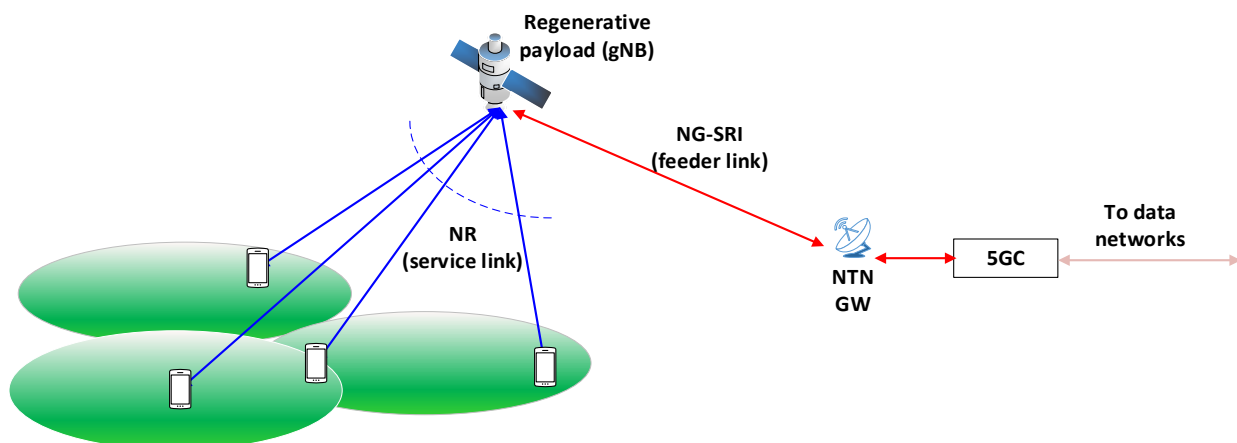 Regenerative
payload (gNB)
NG-SRI
(feeder link)
NR
(service link)
To data
networks
5GC
NTN
GW